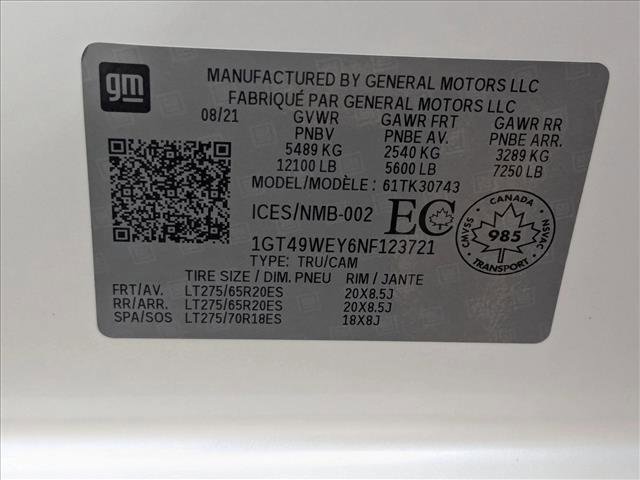 gm
MANUFACTURED BY GENERAL MOTORS LLC
FABRIQUÉ PAR GENERAL MOTORS LLC
08/21 GVWR GAWR FRT GAWR RR
PNBV PNBE AV. PNBE ARR.
5489 KG 2540 KG 3289 KG
12100 LB 5600 LB 7250 LB
MODEL/MODÈLE: 61TK30743
ICES/NMB-002 EC
CANADA
CMVSS 985 NSVAC
TRANSPORT
1GT49WEY6NF123721
TYPE: TRU/CAM
TIRE SIZE / DIM. PNEU RIM / JANTE
FRT/AV. LT275/65R20ES 20X8.5J
RR/ARR. LT275/65R20ES 20X8.5J
SPA/SOS LT275/70R18ES 18X8J